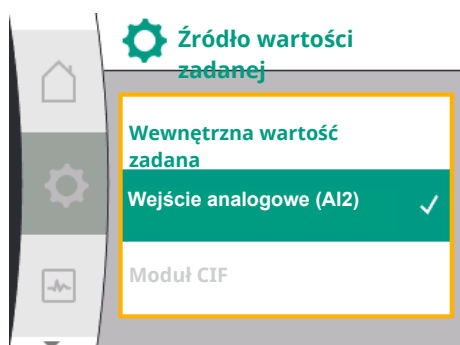 Źródło wartości
zadanej
Wewnętrzna wartość
zadana
Wejście analogowe (AI2)
Moduł CIF